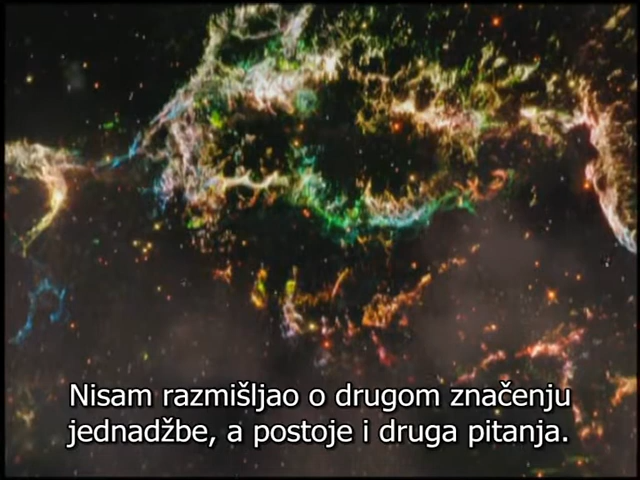 Nisam razmišljao o drugom značenju
jednadžbe, a postoje i druga pitanja.